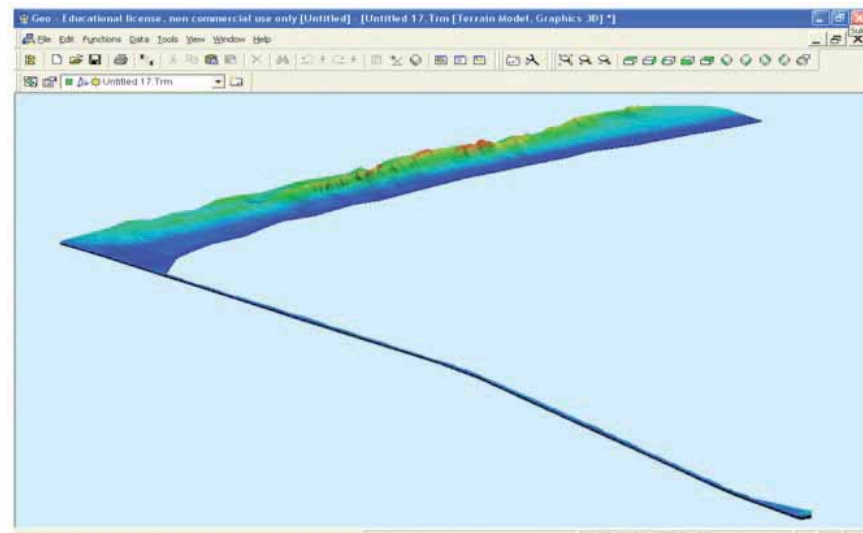 Geo - Educational license, non commercial use only [Untitled] - [Untitled 17.Trm [Terrain Model, Graphics 3D] *]
File Edit Functions Data Tools View Window Help
Untitled 17.Trm